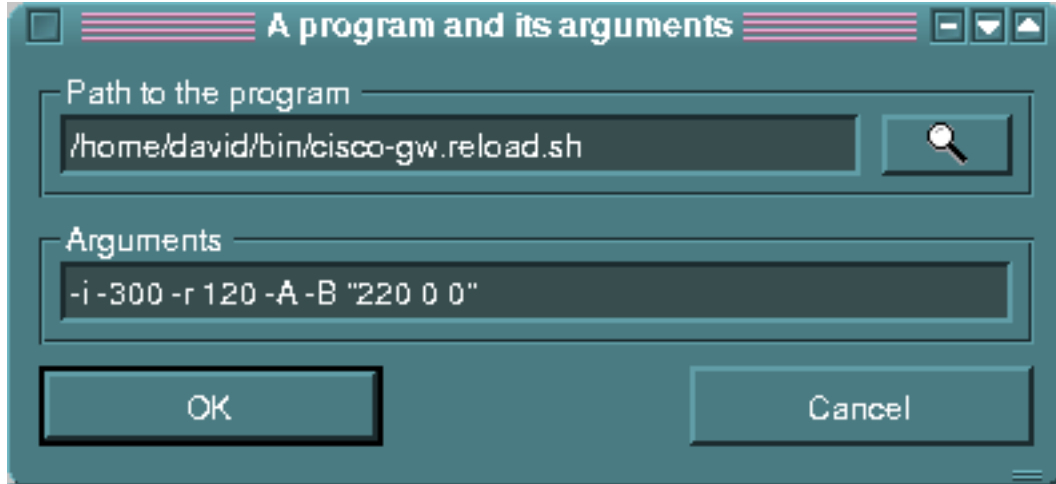 A program and its arguments
Path to the program
/home/david/bin/cisco-gw.reload.sh
Arguments
-i -300 -r 120 -A -B "220 0 0"
OK
Cancel